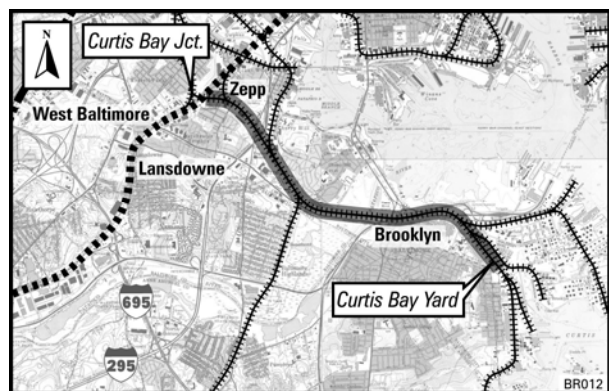 N
Curtis Bay Jct.
Zepp
West Baltimore
Lansdowne
Brooklyn
Curtis Bay Yard
695
295
BR012